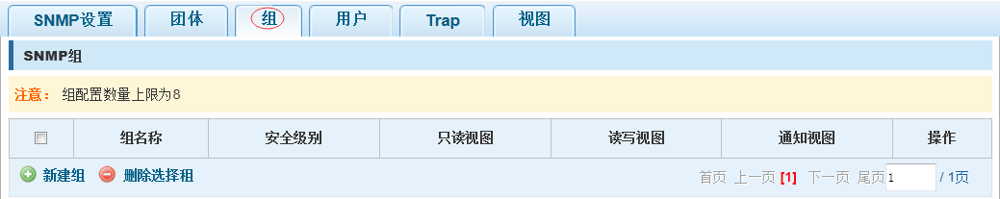 SNMP设置 团体 组 用户 Trap 视图
SNMP组
注意： 组配置数量上限为8
组名称 安全级别 只读视图 读写视图 通知视图 操作
新建组 删除选择组 首页 上一页 [1] 下一页 尾页 1 / 1页